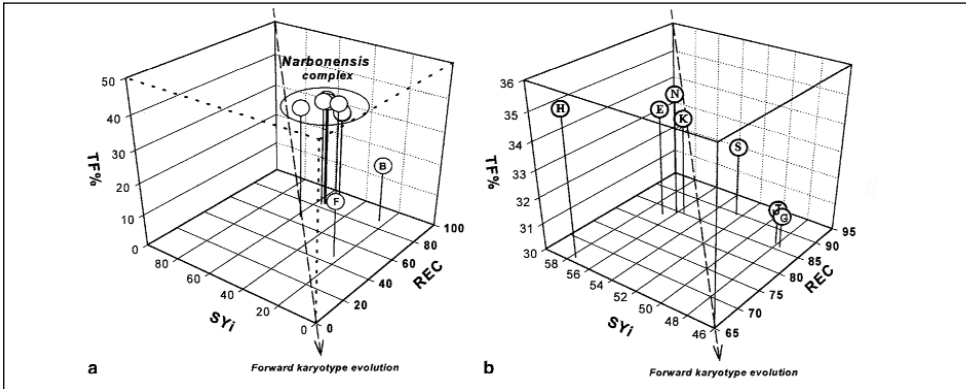 Narbonensis
complex
50
40
30
20
10
0
TF%
B
F
80
60
40
20
0
SYi
0
20
40
60
80
100
REC
a
Forward karyotype evolution
36
35
34
33
32
31
30
TF%
H
E
N
K
S
J
G
58
56
54
52
50
48
46
SYi
65
70
75
80
85
90
95
REC
b
Forward karyotype evolution